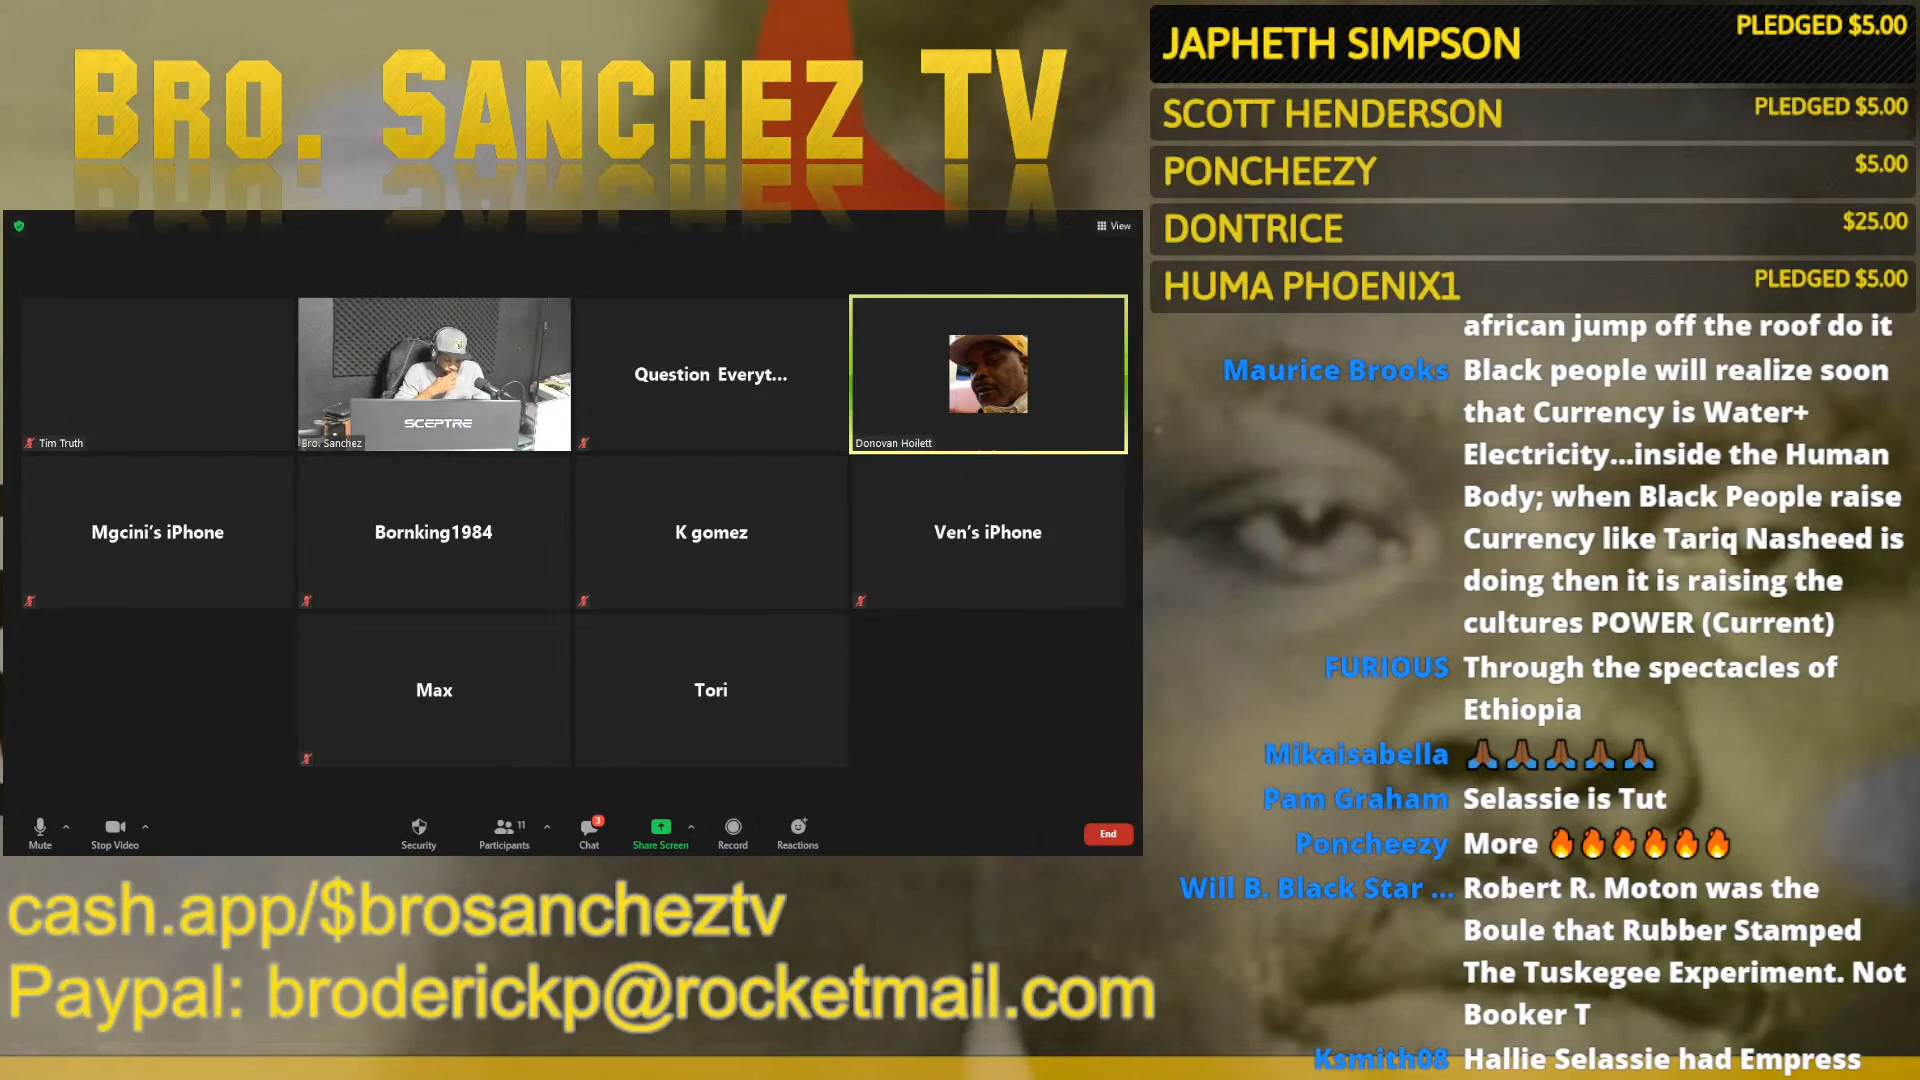 BRO. SANCHEZ TV
View
Tim Truth
SCEPTRE
Bro. Sanchez
Question Everyt...
Donovan Hoilett
Mgcini's iPhone
Bornking1984
K gomez
Ven's iPhone
Max
Tori
Mute
Stop Video
Security
11
Participants
3
Chat
Share Screen
Record
Reactions
End
cash.app/$brosancheztv
Paypal: broderickp@rocketmail.com
JAPHETH SIMPSON PLEDGED $5.00
SCOTT HENDERSON PLEDGED $5.00
PONCHEEZY $5.00
DONTRICE $25.00
HUMA PHOENIX1 PLEDGED $5.00
african jump off the roof do it
Maurice Brooks Black people will realize soon
that Currency is Water+
Electricity...inside the Human
Body; when Black People raise
Currency like Tariq Nasheed is
doing then it is raising the
cultures POWER (Current)
FURIOUS Through the spectacles of
Ethiopia
Mikaisabella 🙏🏾🙏🏾🙏🏾🙏🏾🙏🏾
Pam Graham Selassie is Tut
Poncheezy More 🔥🔥🔥🔥🔥🔥
Will B. Black Star ... Robert R. Moton was the
Boule that Rubber Stamped
The Tuskegee Experiment. Not
Booker T
Ksmith08 Hallie Selassie had Empress